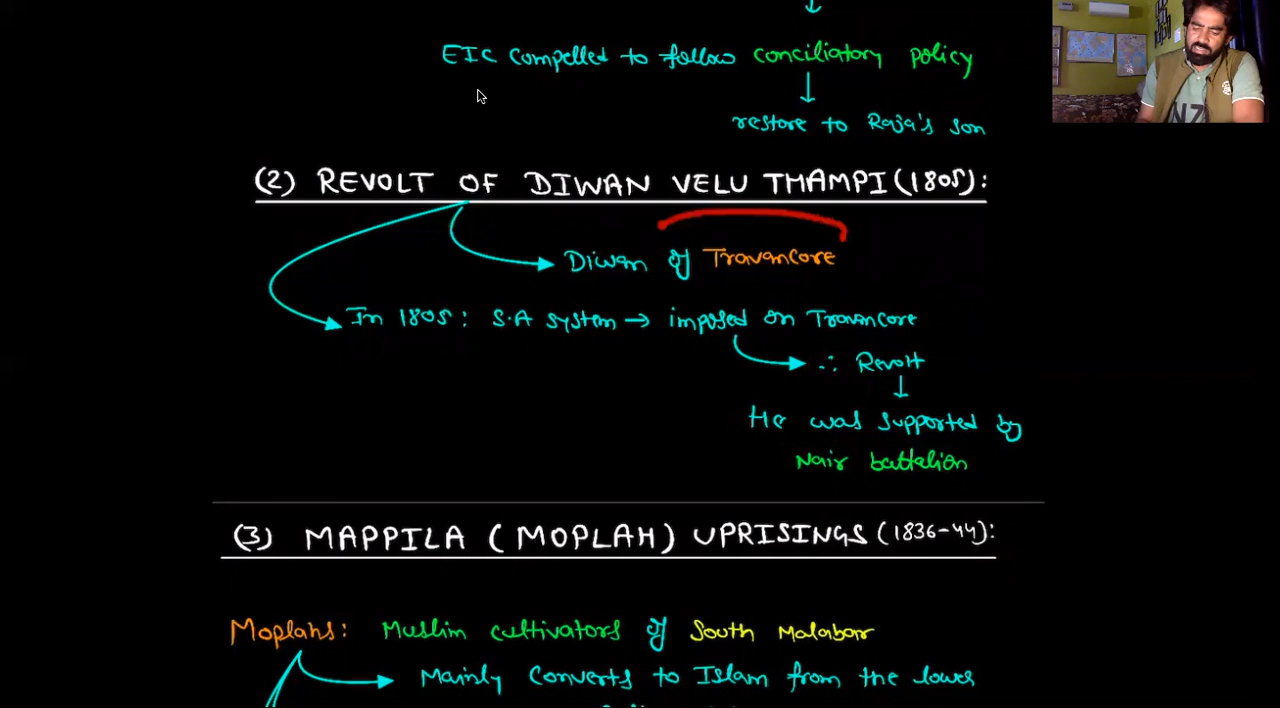 EIC compelled to follow conciliatory policy
restore to Raja's son
(2) REVOLT OF DIWAN VELU THAMPI (1805):
Diwan of Travancore
In 1805: S.A system → imposed on Travancore
∴ Revolt
He was supported by
Nair battalion
(3) MAPPILA (MOPLAH) UPRISINGS (1836-44):
Moplahs: Muslim cultivators of South Malabar
Mainly converts to Islam from the lower